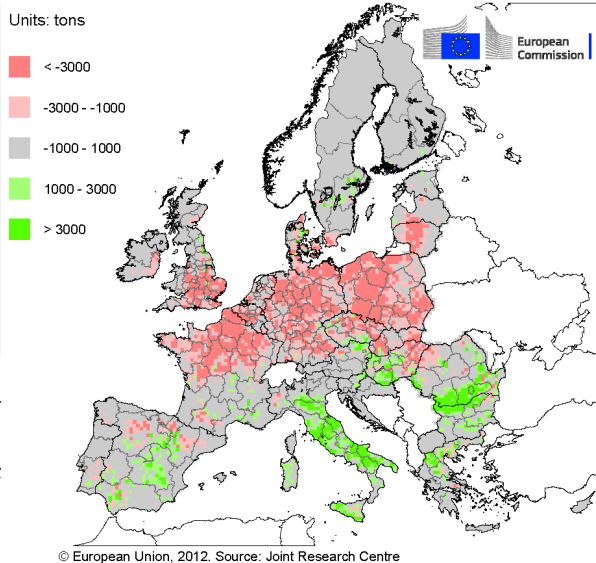 Units: tons
< -3000
-3000 - -1000
-1000 - 1000
1000 - 3000
> 3000
European
Commission
© European Union, 2012. Source: Joint Research Centre